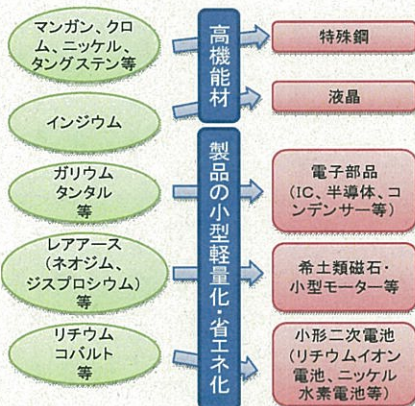 マンガン、クロ
ム、ニッケル、
タングステン等
高機能材
特殊鋼
インジウム
液晶
製品の小型軽量化・省エネ化
ガリウム
タンタル
等
電子部品
(IC、半導体、コ
ンデンサー等)
レアアース
(ネオジム、
ジスプロシウム)
等
希土類磁石・
小型モーター等
リチウム
コバルト
等
小形二次電池
(リチウムイオン
電池、ニッケル
水素電池等)